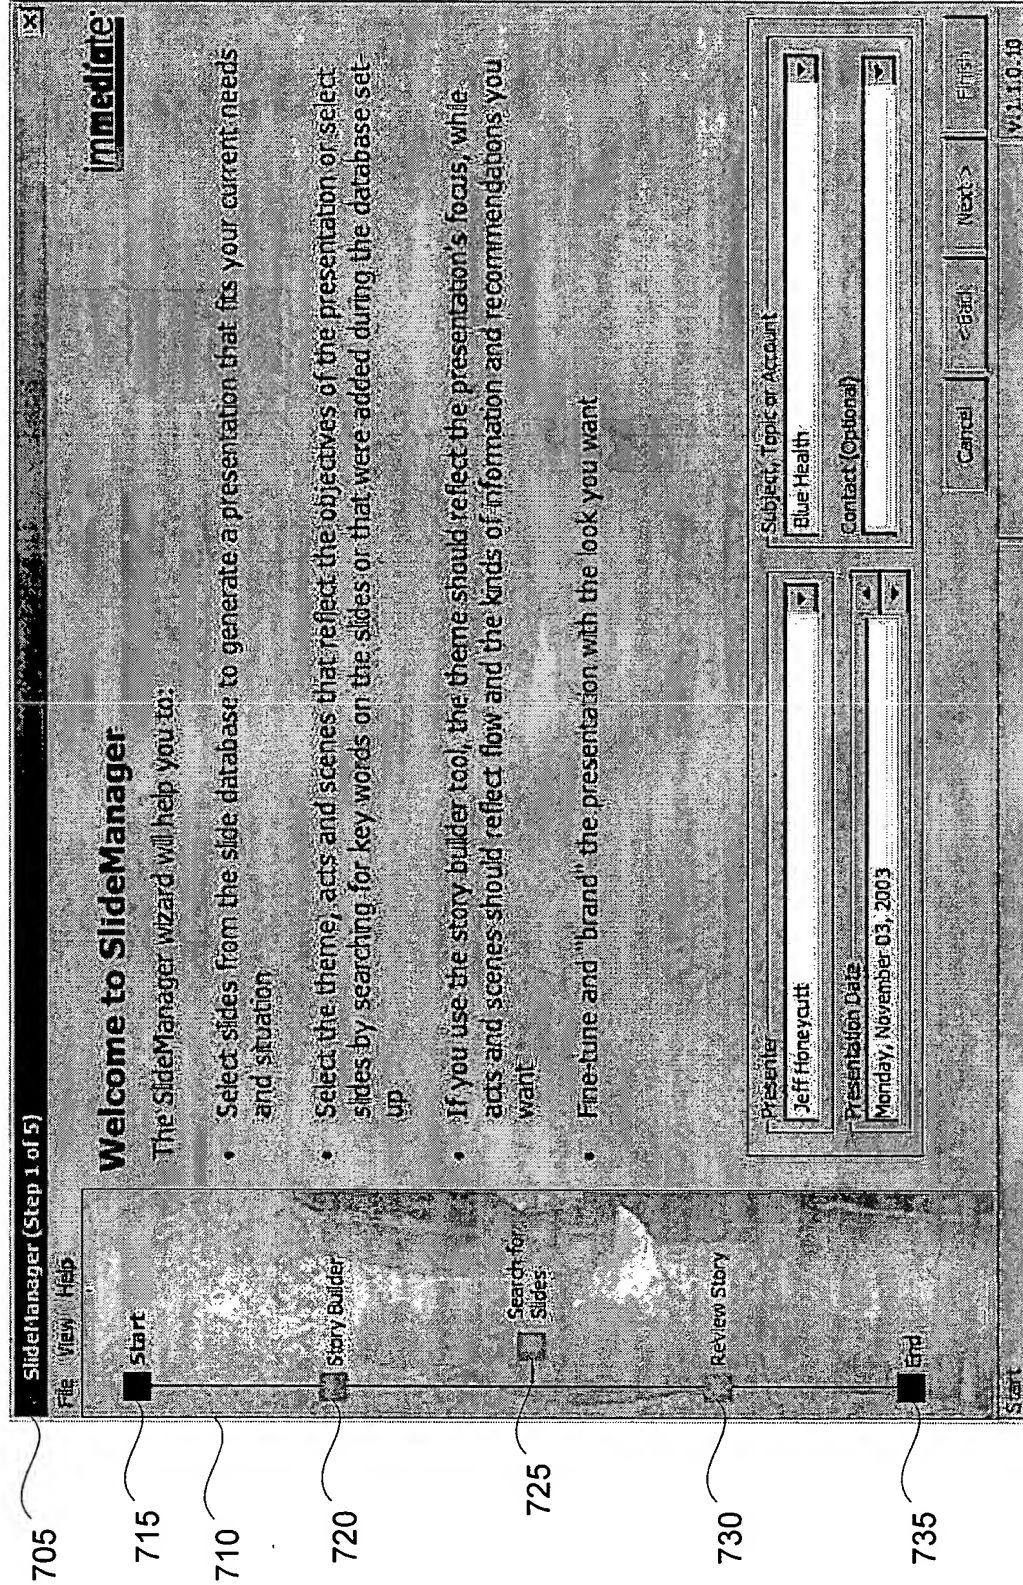 SlideManager (Step 1 of 5)
File View Help
immediate
Start
Story Builder
Search for
Slides
Review Story
End
Welcome to SlideManager
The SlideManager wizard will help you to:
• Select slides from the slide database to generate a presentation that fits your current needs
and situation
• Select the theme, acts and scenes that reflect the objectives of the presentation or select
slides by searching for key words on the slides or that were added during the database set-
up
• If you use the story builder tool, the theme should reflect the presentation's focus, while
acts and scenes should reflect flow and the kinds of information and recommendations you
want
• Fine-tune and "brand" the presentation with the look you want
Presenter
Jeff Honeycutt
Presentation Date
Monday, November 03, 2003
Subject, Topic or Account
Blue Health
Contact (Optional)
Cancel
< Back
Next >
Finish
Start
V: 1.1.0.10
705
715
710
720
725
730
735